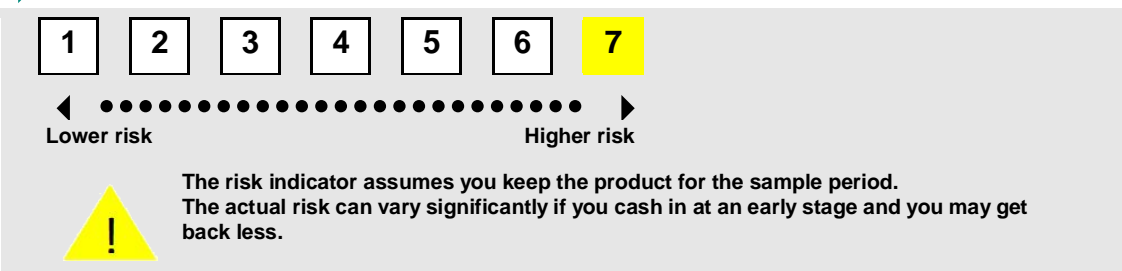 1 2 3 4 5 6 7
Lower risk Higher risk
!
The risk indicator assumes you keep the product for the sample period.
The actual risk can vary significantly if you cash in at an early stage and you may get
back less.